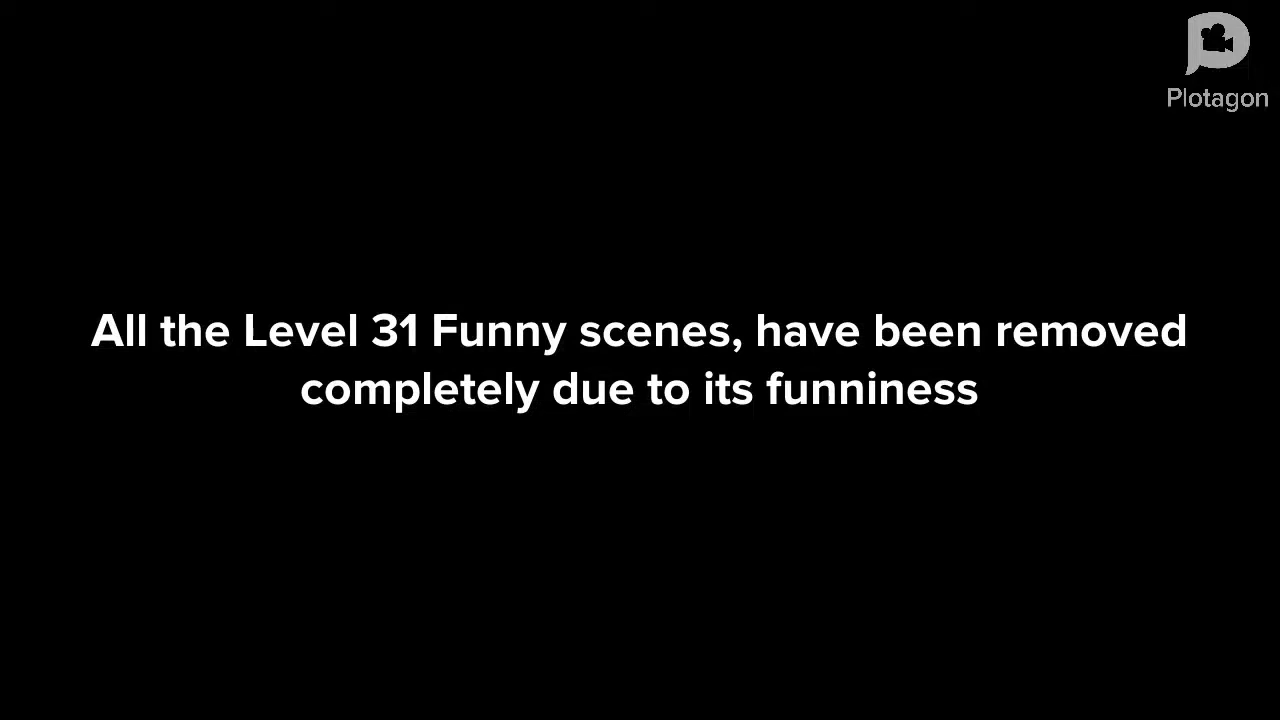 Plotagon
All the Level 31 Funny scenes, have been removed
completely due to its funniness